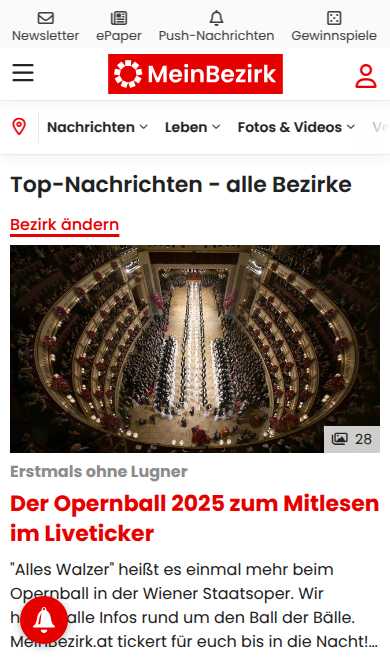 Newsletter ePaper Push-Nachrichten Gewinnspiele
MeinBezirk
Nachrichten Leben Fotos & Videos
Top-Nachrichten - alle Bezirke
Bezirk ändern
28
Erstmals ohne Lugner
Der Opernball 2025 zum Mitlesen
im Liveticker
"Alles Walzer" heißt es einmal mehr beim
Opernball in der Wiener Staatsoper. Wir
alle Infos rund um den Ball der Bälle.
MeinBezirk.at tickert für euch bis in die Nacht!...